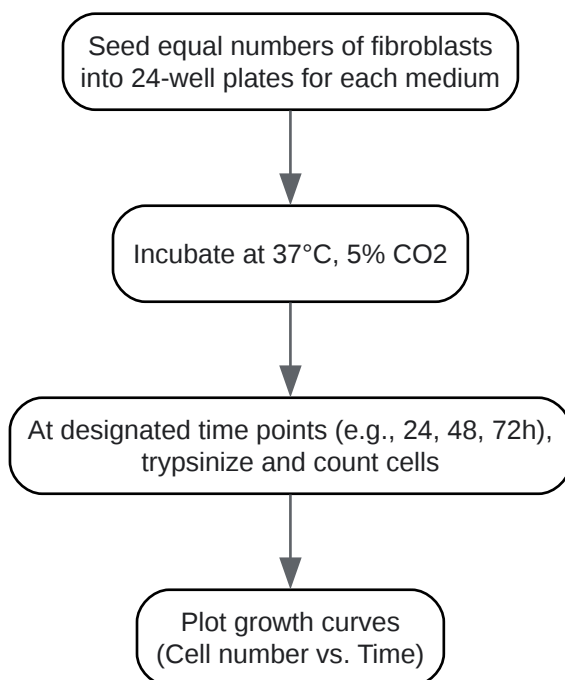 Seed equal numbers of fibroblasts
into 24-well plates for each medium
Incubate at 37°C, 5% CO2
At designated time points (e.g., 24, 48, 72h),
trypsinize and count cells
Plot growth curves
(Cell number vs. Time)